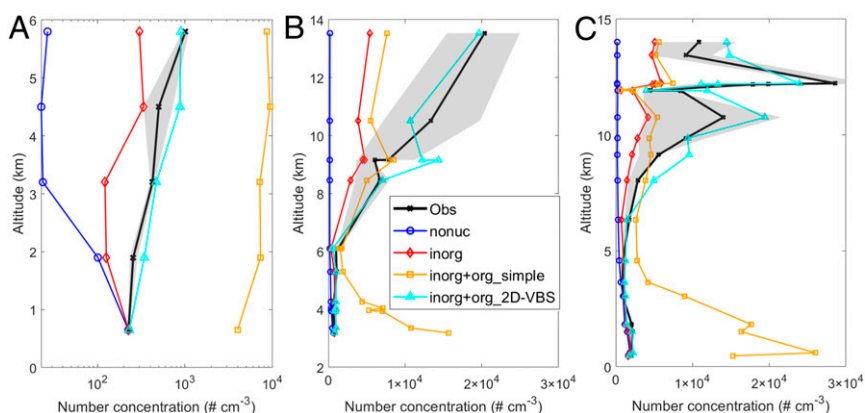 A
Altitude (km)
6
5
4
3
2
1
0
10²
10³
10⁴
Number concentration (# cm⁻³)
B
Altitude (km)
14
12
10
8
6
4
2
0
1×10⁴
2×10⁴
3×10⁴
Number concentration (# cm⁻³)
Obs
nonuc
inorg
inorg+org_simple
inorg+org_2D-VBS
C
Altitude (km)
15
10
5
0
0
1×10⁴
2×10⁴
3×10⁴
4×10⁴
Number concentration (# cm⁻³)